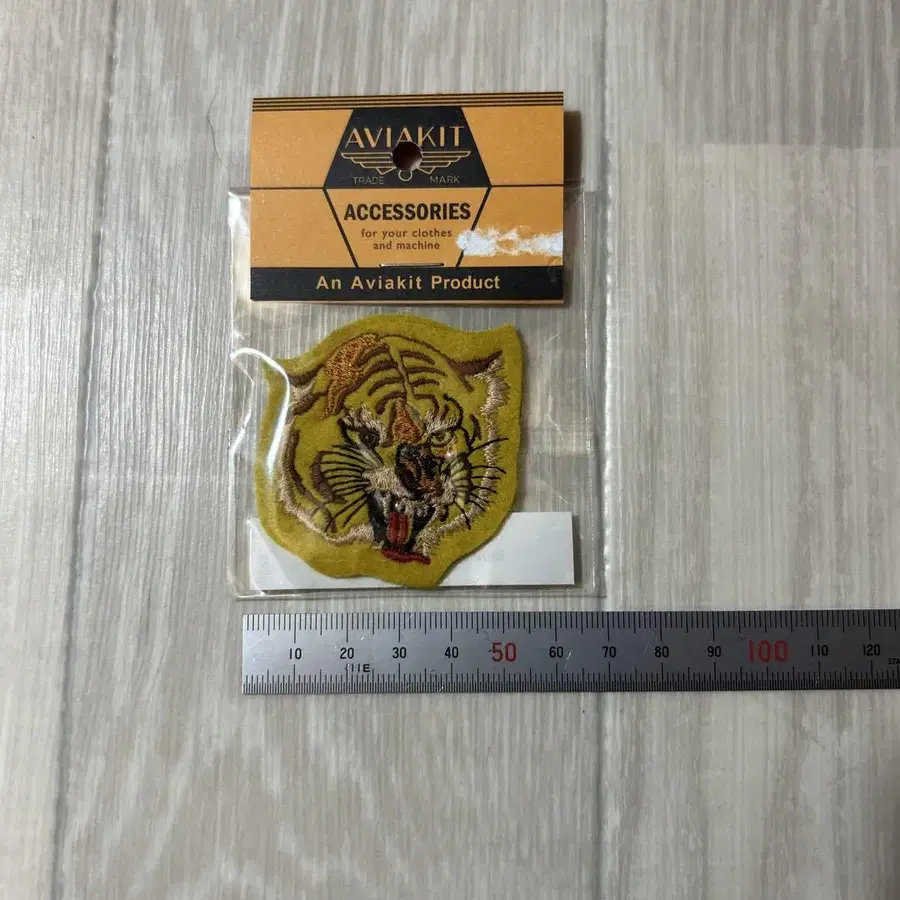 AVIAKIT
TRADE MARK
ACCESSORIES
for your clothes
and machine
An Aviakit Product
10 20 30 40 50 60 70 80 90 100 110 120